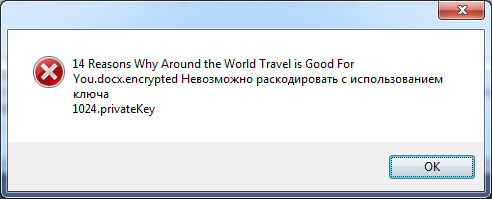 14 Reasons Why Around the World Travel is Good For
You.docx.encrypted Невозможно раскодировать с использованием
ключа
1024.privateKey
OK